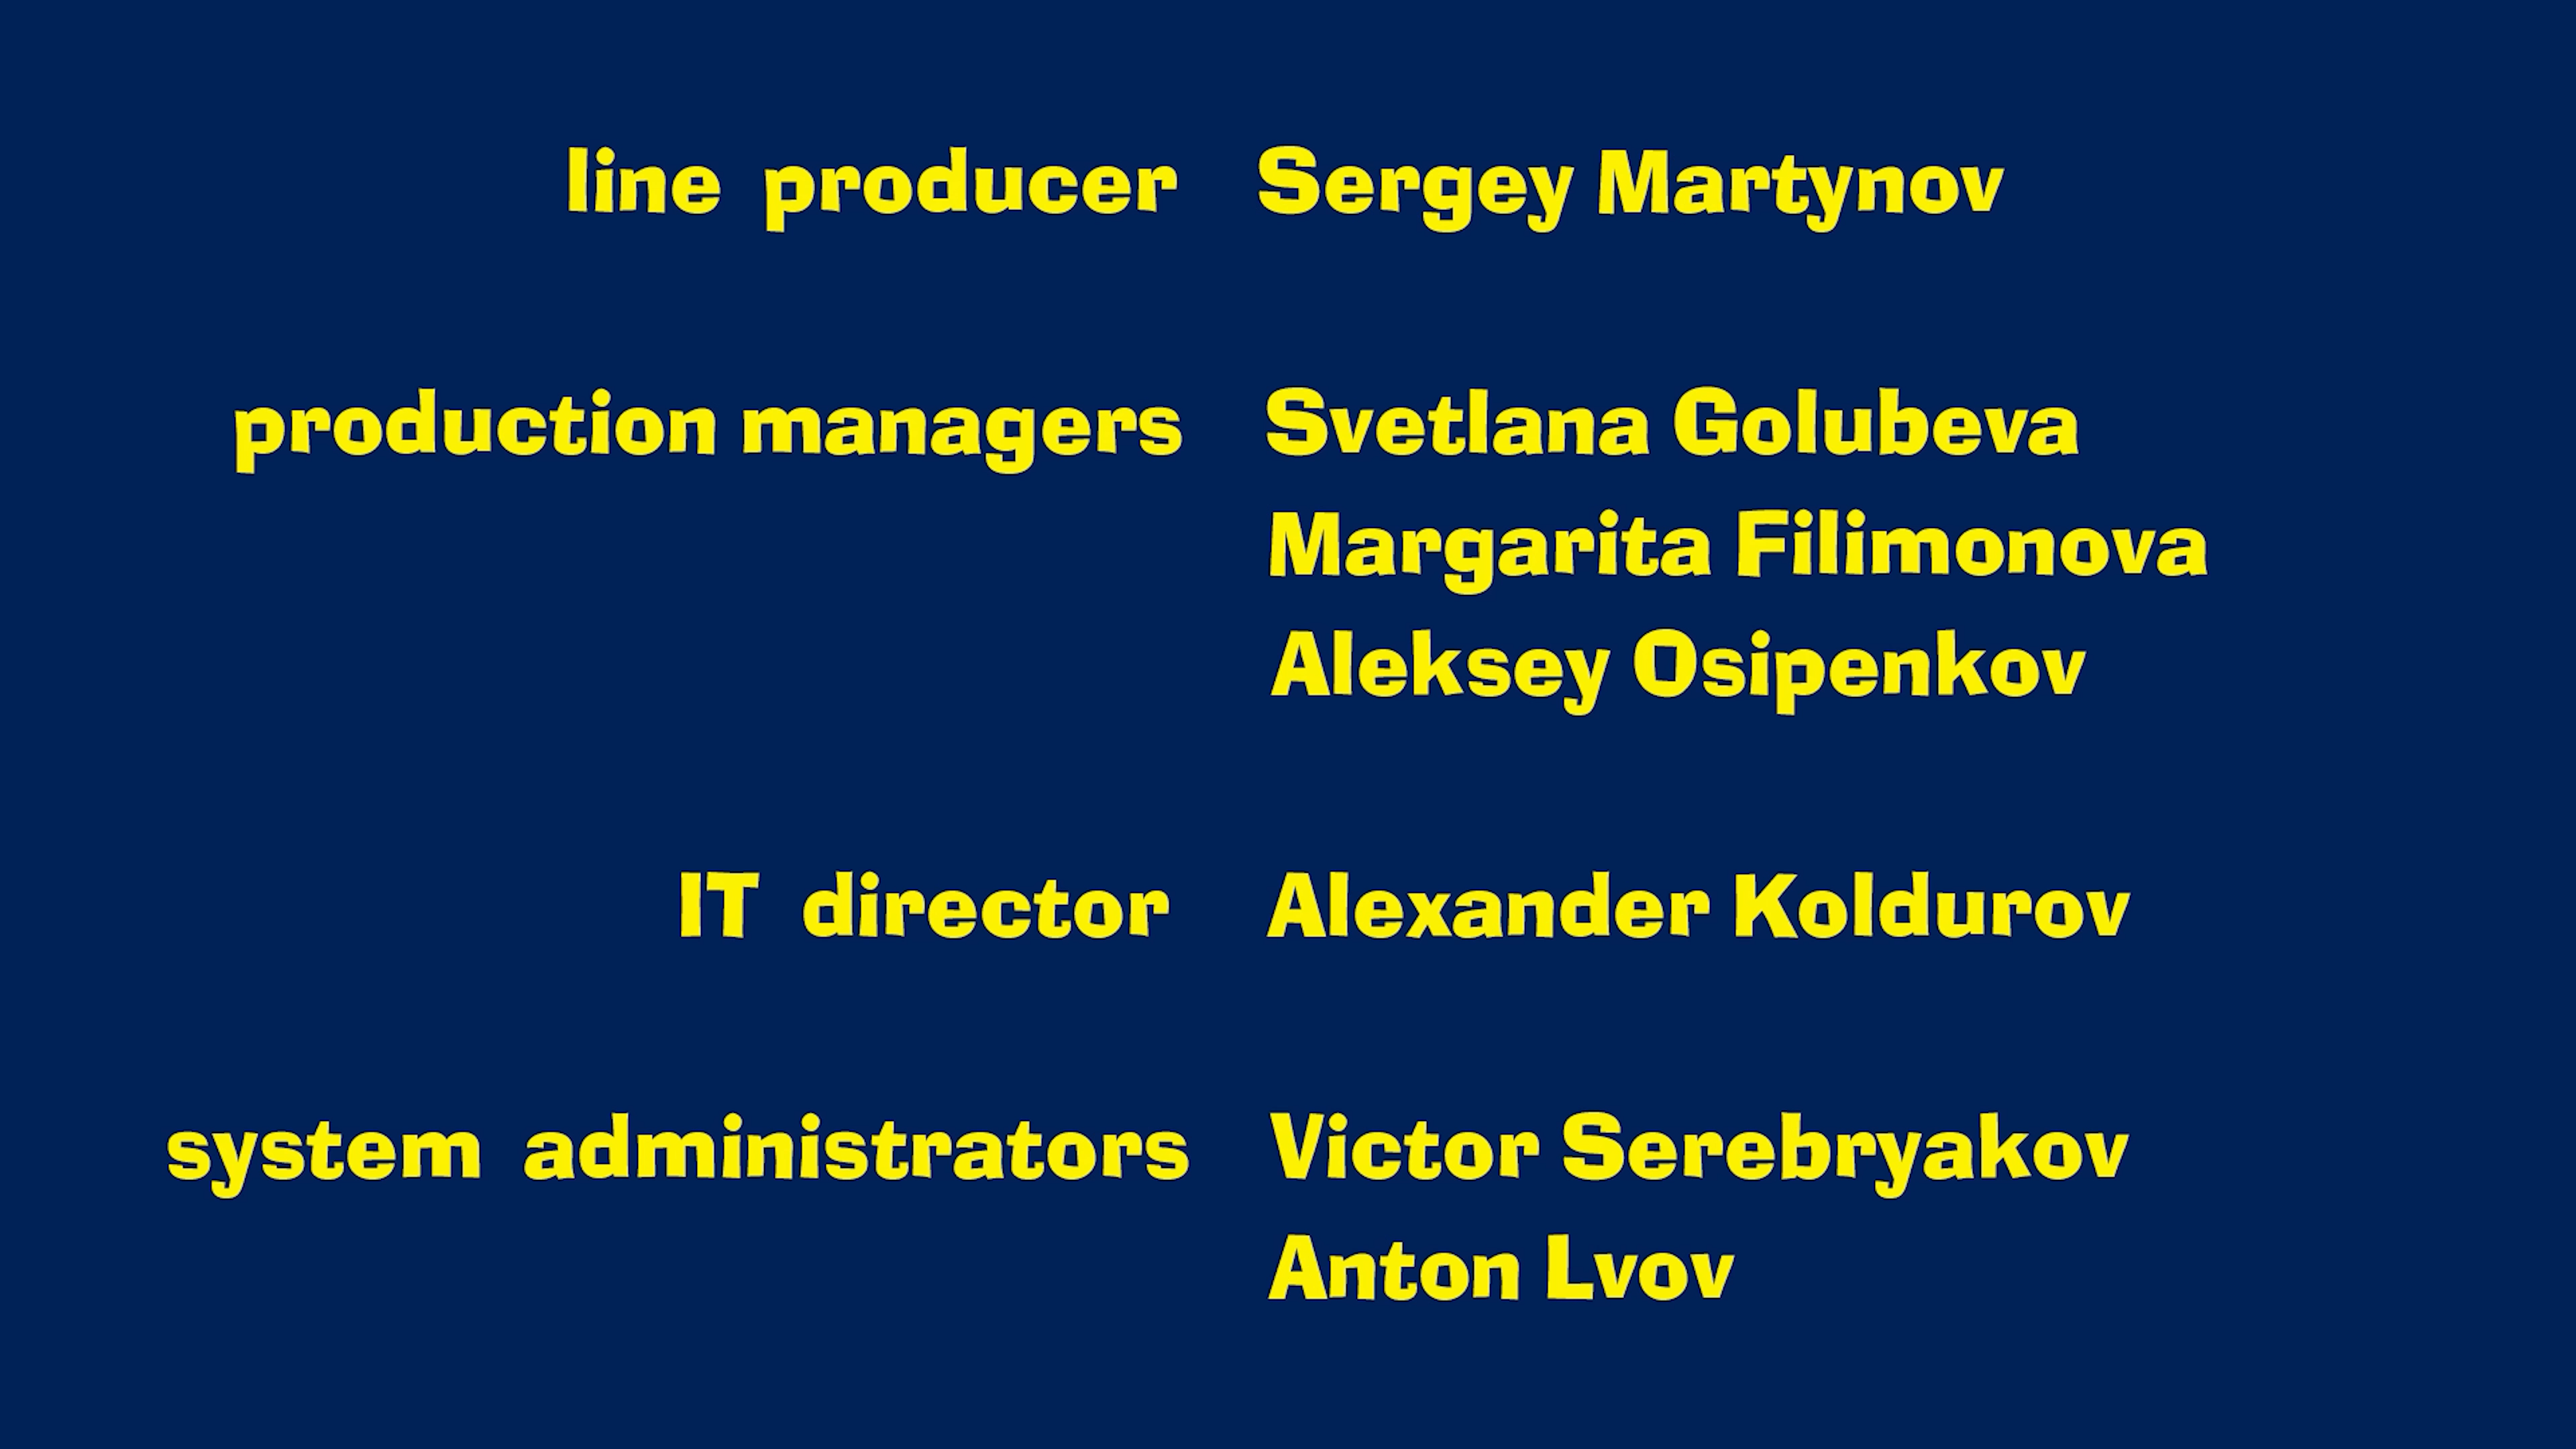 line producer Sergey Martynov
production managers Svetlana Golubeva
Margarita Filimonova
Aleksey Osipenkov
IT director Alexander Koldurov
system administrators Victor Serebryakov
Anton Lvov